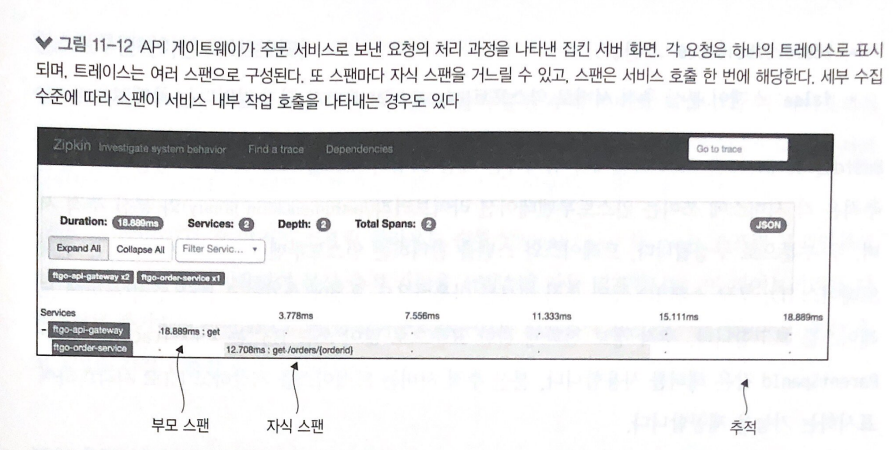 그림 11-12 API 게이트웨이가 주문 서비스로 보낸 요청의 처리 과정을 나타낸 집킨 서버 화면. 각 요청은 하나의 트레이스로 표시
되며, 트레이스는 여러 스팬으로 구성된다. 또 스팬마다 자식 스팬을 거느릴 수 있고, 스팬은 서비스 호출 한 번에 해당한다. 세부 수집
수준에 따라 스팬이 서비스 내부 작업 호출을 나타내는 경우도 있다
Zipkin Investigate system behavior Find a trace Dependencies Go to trace
Duration: 18.889ms Services: 2 Depth: 2 Total Spans: 2 JSON
Expand All Collapse All Filter Servic...
ftgo-api-gateway x2 ftgo-order-service x1
Services 3.778ms 7.556ms 11.333ms 15.111ms 18.889ms
- ftgo-api-gateway 18.889ms : get
ftgo-order-service 12.708ms : get /orders/{orderid}
부모 스팬 자식 스팬 추적